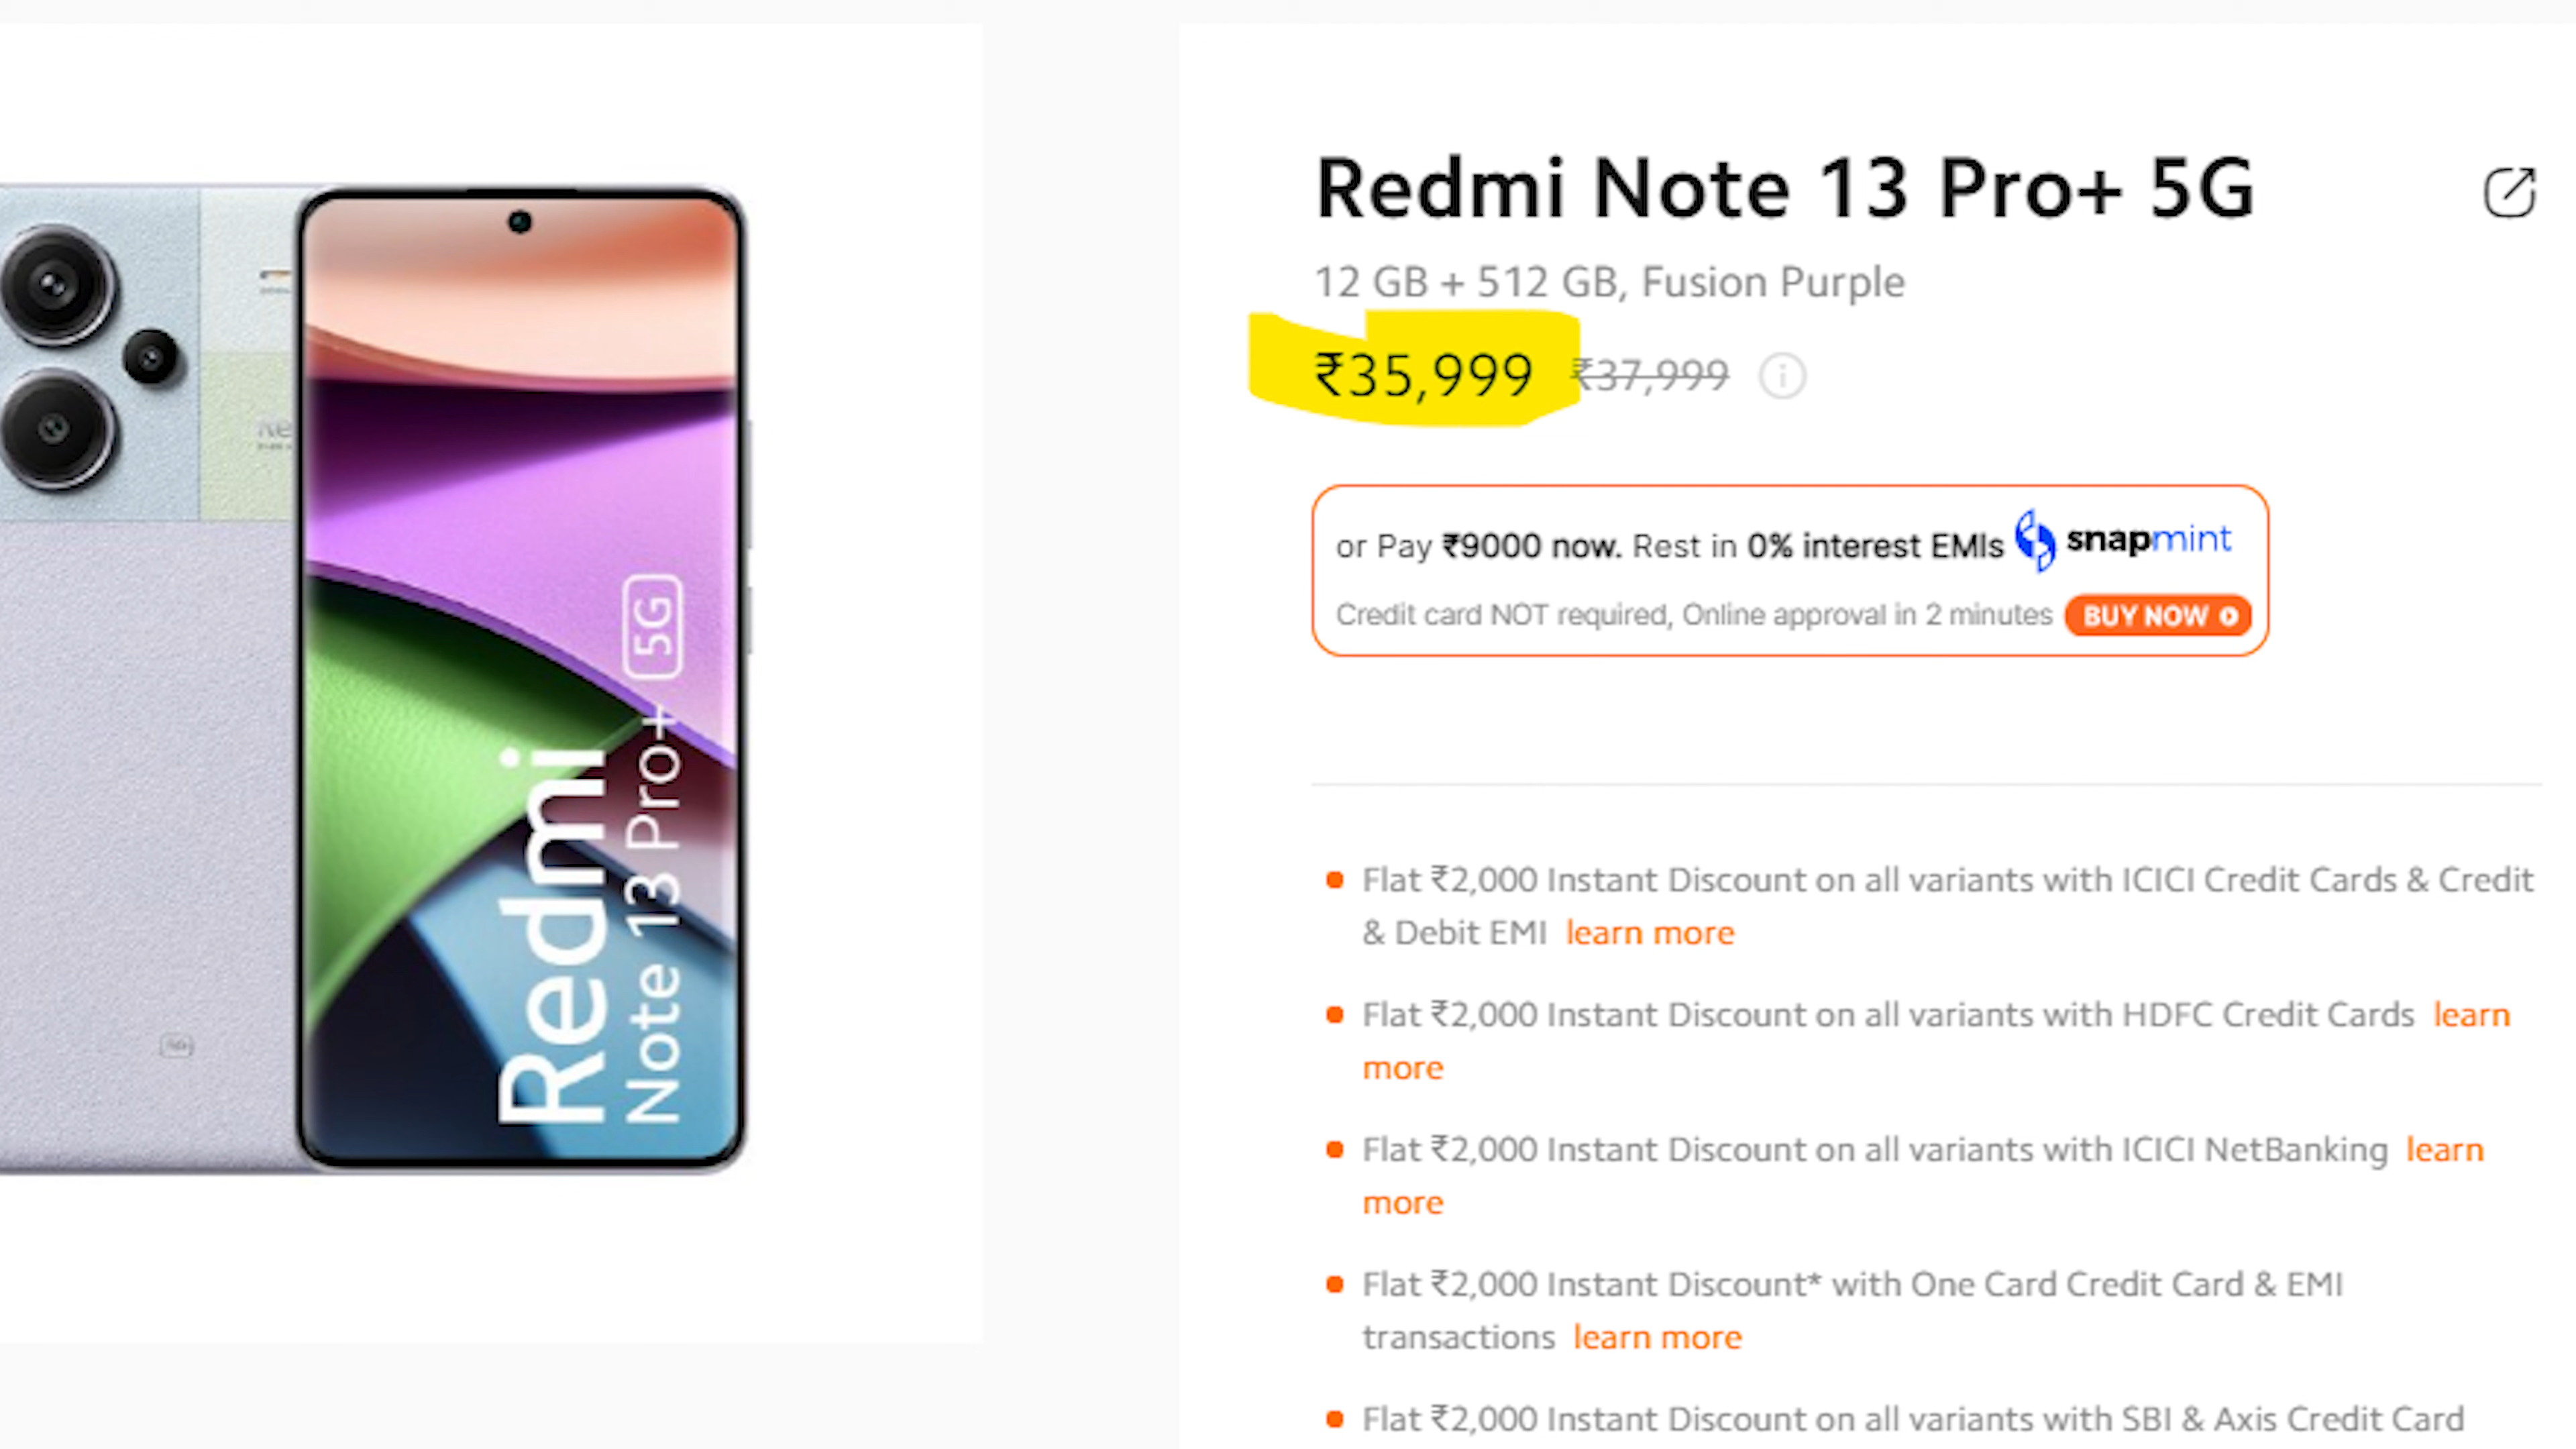 Redmi
Note 13 Pro+ 5G
Redmi Note 13 Pro+ 5G
12 GB + 512 GB, Fusion Purple
₹35,999 ₹37,999
or Pay ₹9000 now. Rest in 0% interest EMIs snapmint
Credit card NOT required, Online approval in 2 minutes BUY NOW
Flat ₹2,000 Instant Discount on all variants with ICICI Credit Cards & Credit
& Debit EMI learn more
Flat ₹2,000 Instant Discount on all variants with HDFC Credit Cards learn
more
Flat ₹2,000 Instant Discount on all variants with ICICI NetBanking learn
more
Flat ₹2,000 Instant Discount* with One Card Credit Card & EMI
transactions learn more
Flat ₹2,000 Instant Discount on all variants with SBI & Axis Credit Card